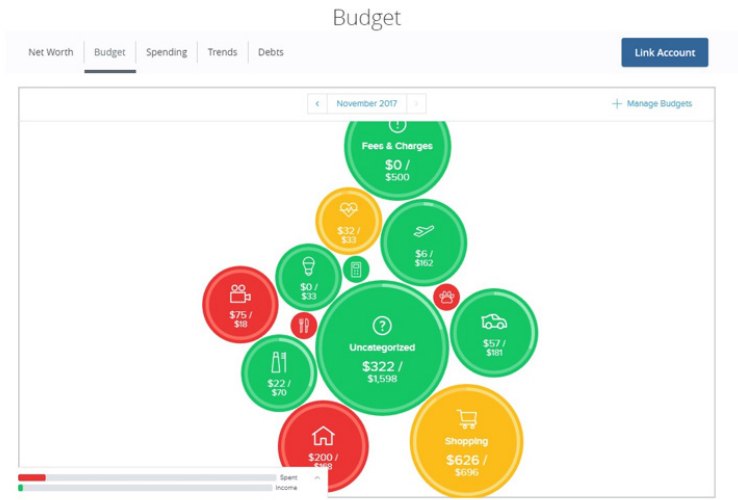 Budget
Net Worth
Budget
Spending
Trends
Debts
Link Account
November 2017
Manage Budgets
Fees & Charges
$0 /
$500
$32 /
$33
$6 /
$162
$0 /
$33
$75 /
$18
Uncategorized
$322 /
$1,598
$57 /
$181
$22 /
$70
Shopping
$626 /
$696
$200 /
$168
Spent
Income